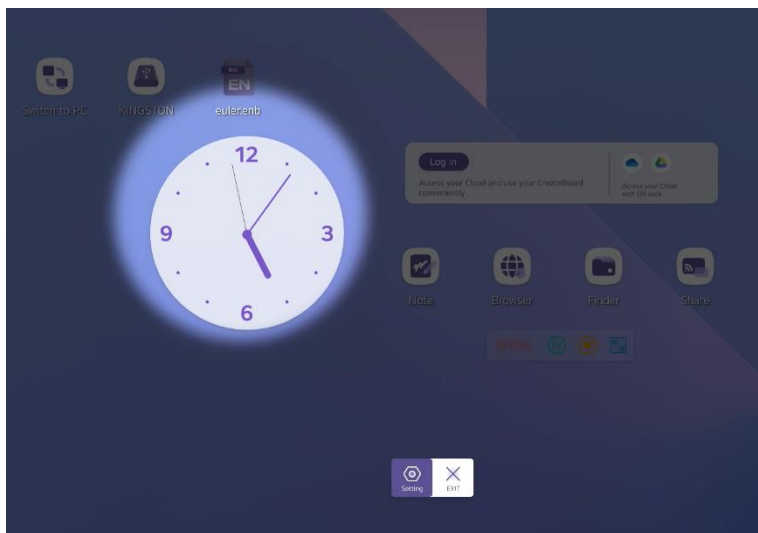 EN
Switch to PC
KINGSTON
euler.enb
12
3
6
9
Log in
Access your Cloud and use your CreateBoard
conveniently
Access your Cloud
with QR code
Note
Browser
Finder
Share
Setting
EXIT